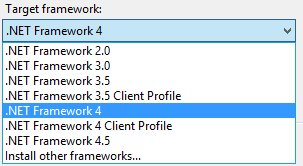 Target framework:
.NET Framework 4
.NET Framework 2.0
.NET Framework 3.0
.NET Framework 3.5
.NET Framework 3.5 Client Profile
.NET Framework 4
.NET Framework 4 Client Profile
.NET Framework 4.5
Install other frameworks...